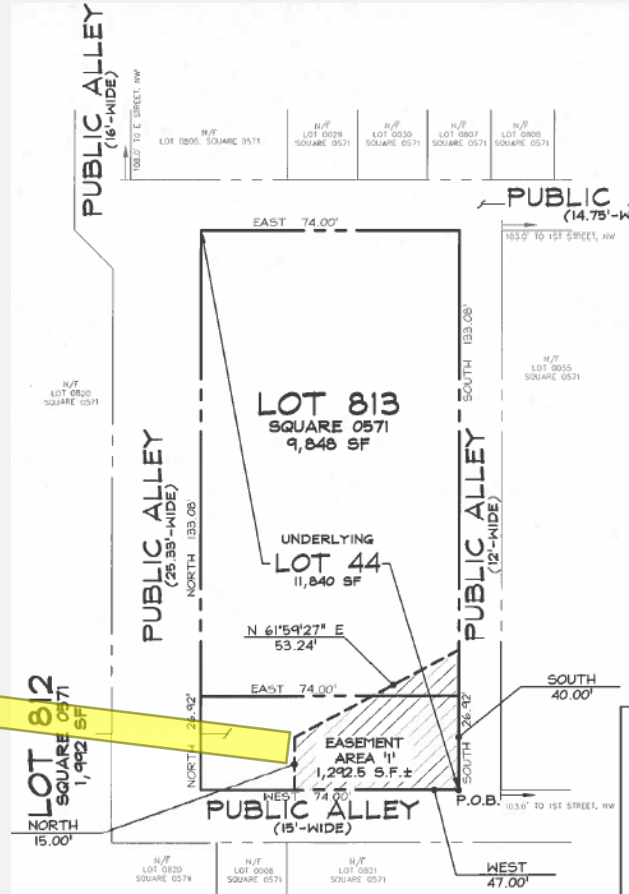 PUBLIC ALLEY
(16'-WIDE)
108.0' TO E STREET, NW
N/F
LOT 0806, SQUARE 0571
N/F
LOT 0029
SQUARE 0571
N/F
LOT 0030
SQUARE 0571
N/F
LOT 0807
SQUARE 0571
N/F
LOT 0808
SQUARE 0571
PUBLIC
(14.75'-W
103.0' TO 1ST STREET, NW
EAST 74.00'
SOUTH 133.08'
N/F
LOT 0055
SQUARE 0571
N/F
LOT 0820
SQUARE 0571
LOT 813
SQUARE 0571
9,848 SF
PUBLIC ALLEY
(25.33'-WIDE)
NORTH 133.08'
UNDERLYING
LOT 44
11,840 SF
PUBLIC ALLEY
(12'-WIDE)
N 61°59'27" E
53.24'
EAST 74.00'
SOUTH
40.00'
LOT 812
SQUARE 0571
1,992 SF
NORTH 26.92'
EASEMENT
AREA '1'
1,292.5 S.F.±
SOUTH 26.92'
WEST 74.00'
P.O.B.
103.0' TO 1ST STREET, NW
PUBLIC ALLEY
(15'-WIDE)
NORTH
15.00'
N/F
LOT 0820
SQUARE 0571
N/F
LOT 0008
SQUARE 0571
N/F
LOT 0821
SQUARE 0571
WEST
47.00'